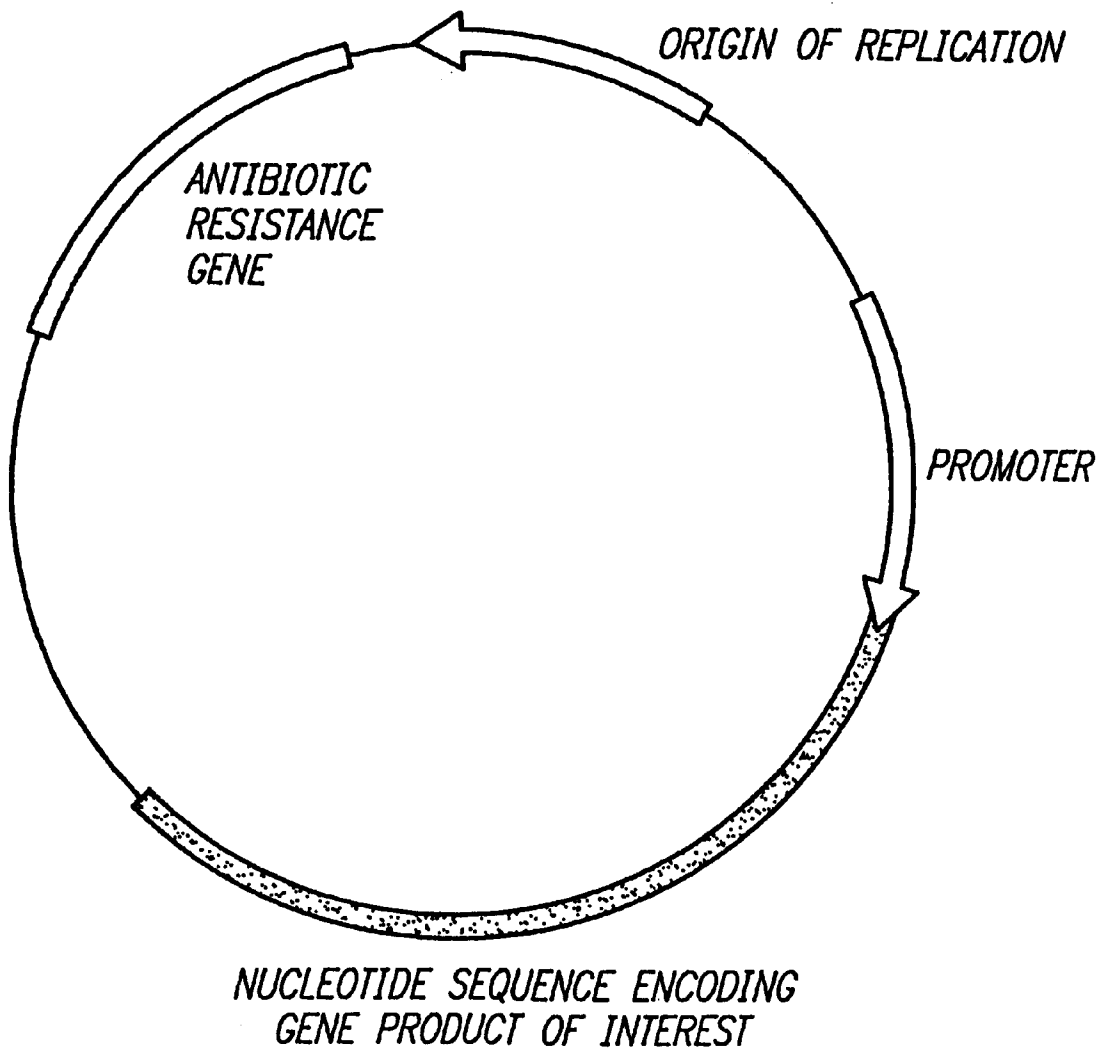 ORIGIN OF REPLICATION
ANTIBIOTIC
RESISTANCE
GENE
PROMOTER
NUCLEOTIDE SEQUENCE ENCODING
GENE PRODUCT OF INTEREST